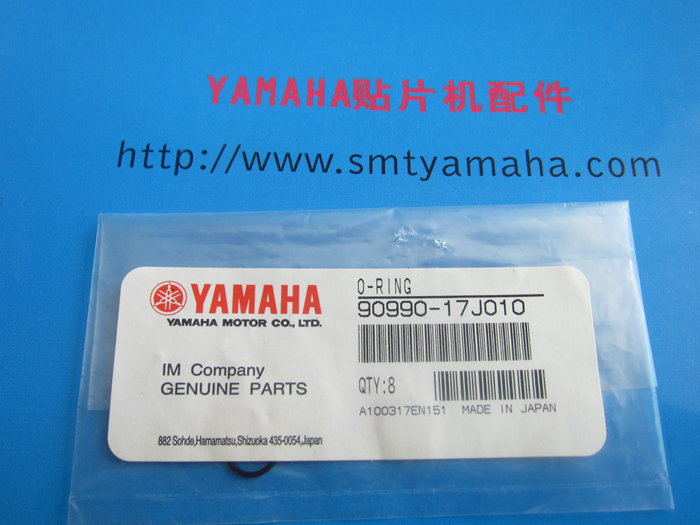 YAMAHA贴片机配件
http://www.smtyamaha.com
YAMAHA
YAMAHA MOTOR CO., LTD.
IM Company
GENUINE PARTS
882 Sohde,Hamamatsu,Shizuoka 435-0054,Japan
O-RING
90990-17J010
QTY:8
A100317EN151 MADE IN JAPAN